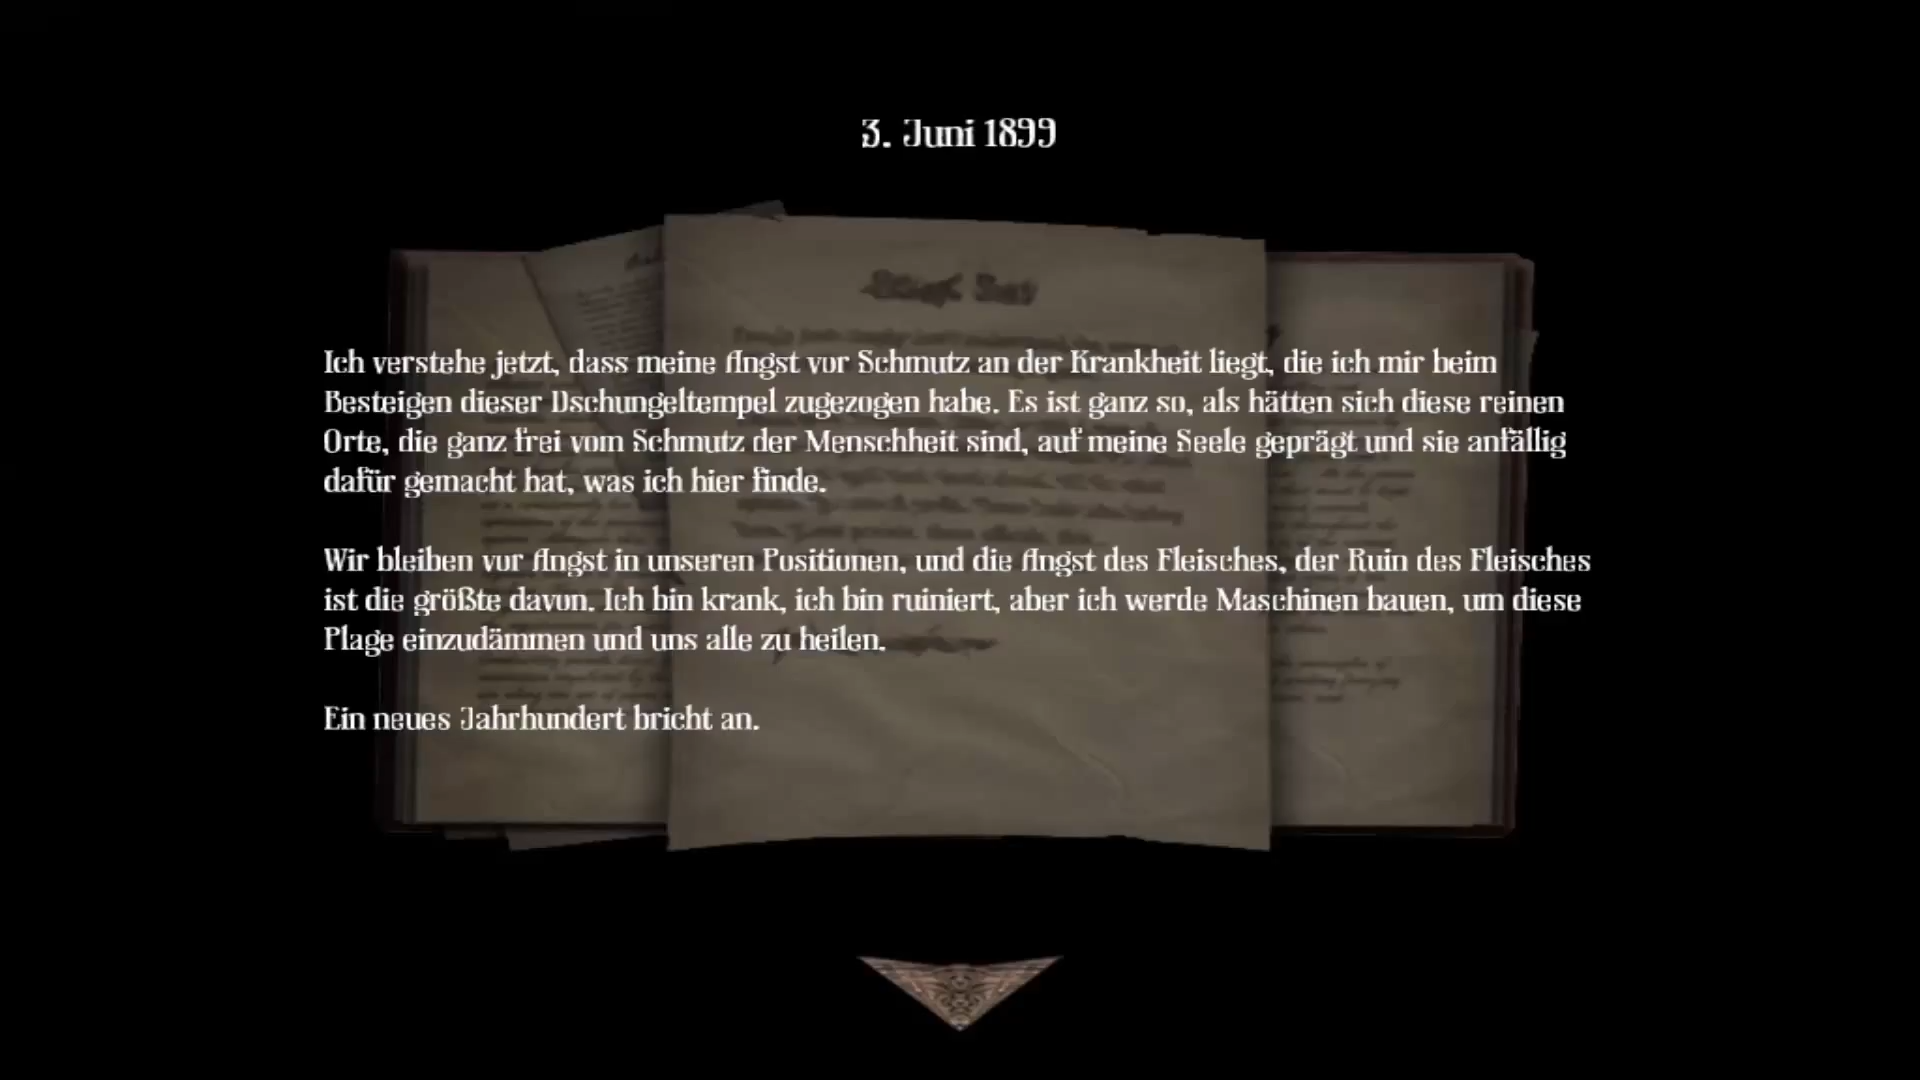 3. Juni 1899
Ich verstehe jetzt, dass meine Angst vor Schmutz an der Krankheit liegt, die ich mir beim
Besteigen dieser Dschungeltempel zugezogen habe. Es ist ganz so, als hätten sich diese reinen
Orte, die ganz frei vom Schmutz der Menschheit sind, auf meine Seele geprägt und sie anfällig
dafür gemacht hat, was ich hier finde.
Wir bleiben vor Angst in unseren Positionen, und die Angst des Fleisches, der Ruin des Fleisches
ist die größte davon. Ich bin krank, ich bin ruiniert, aber ich werde Maschinen bauen, um diese
Plage einzudämmen und uns alle zu heilen.
Ein neues Jahrhundert bricht an.